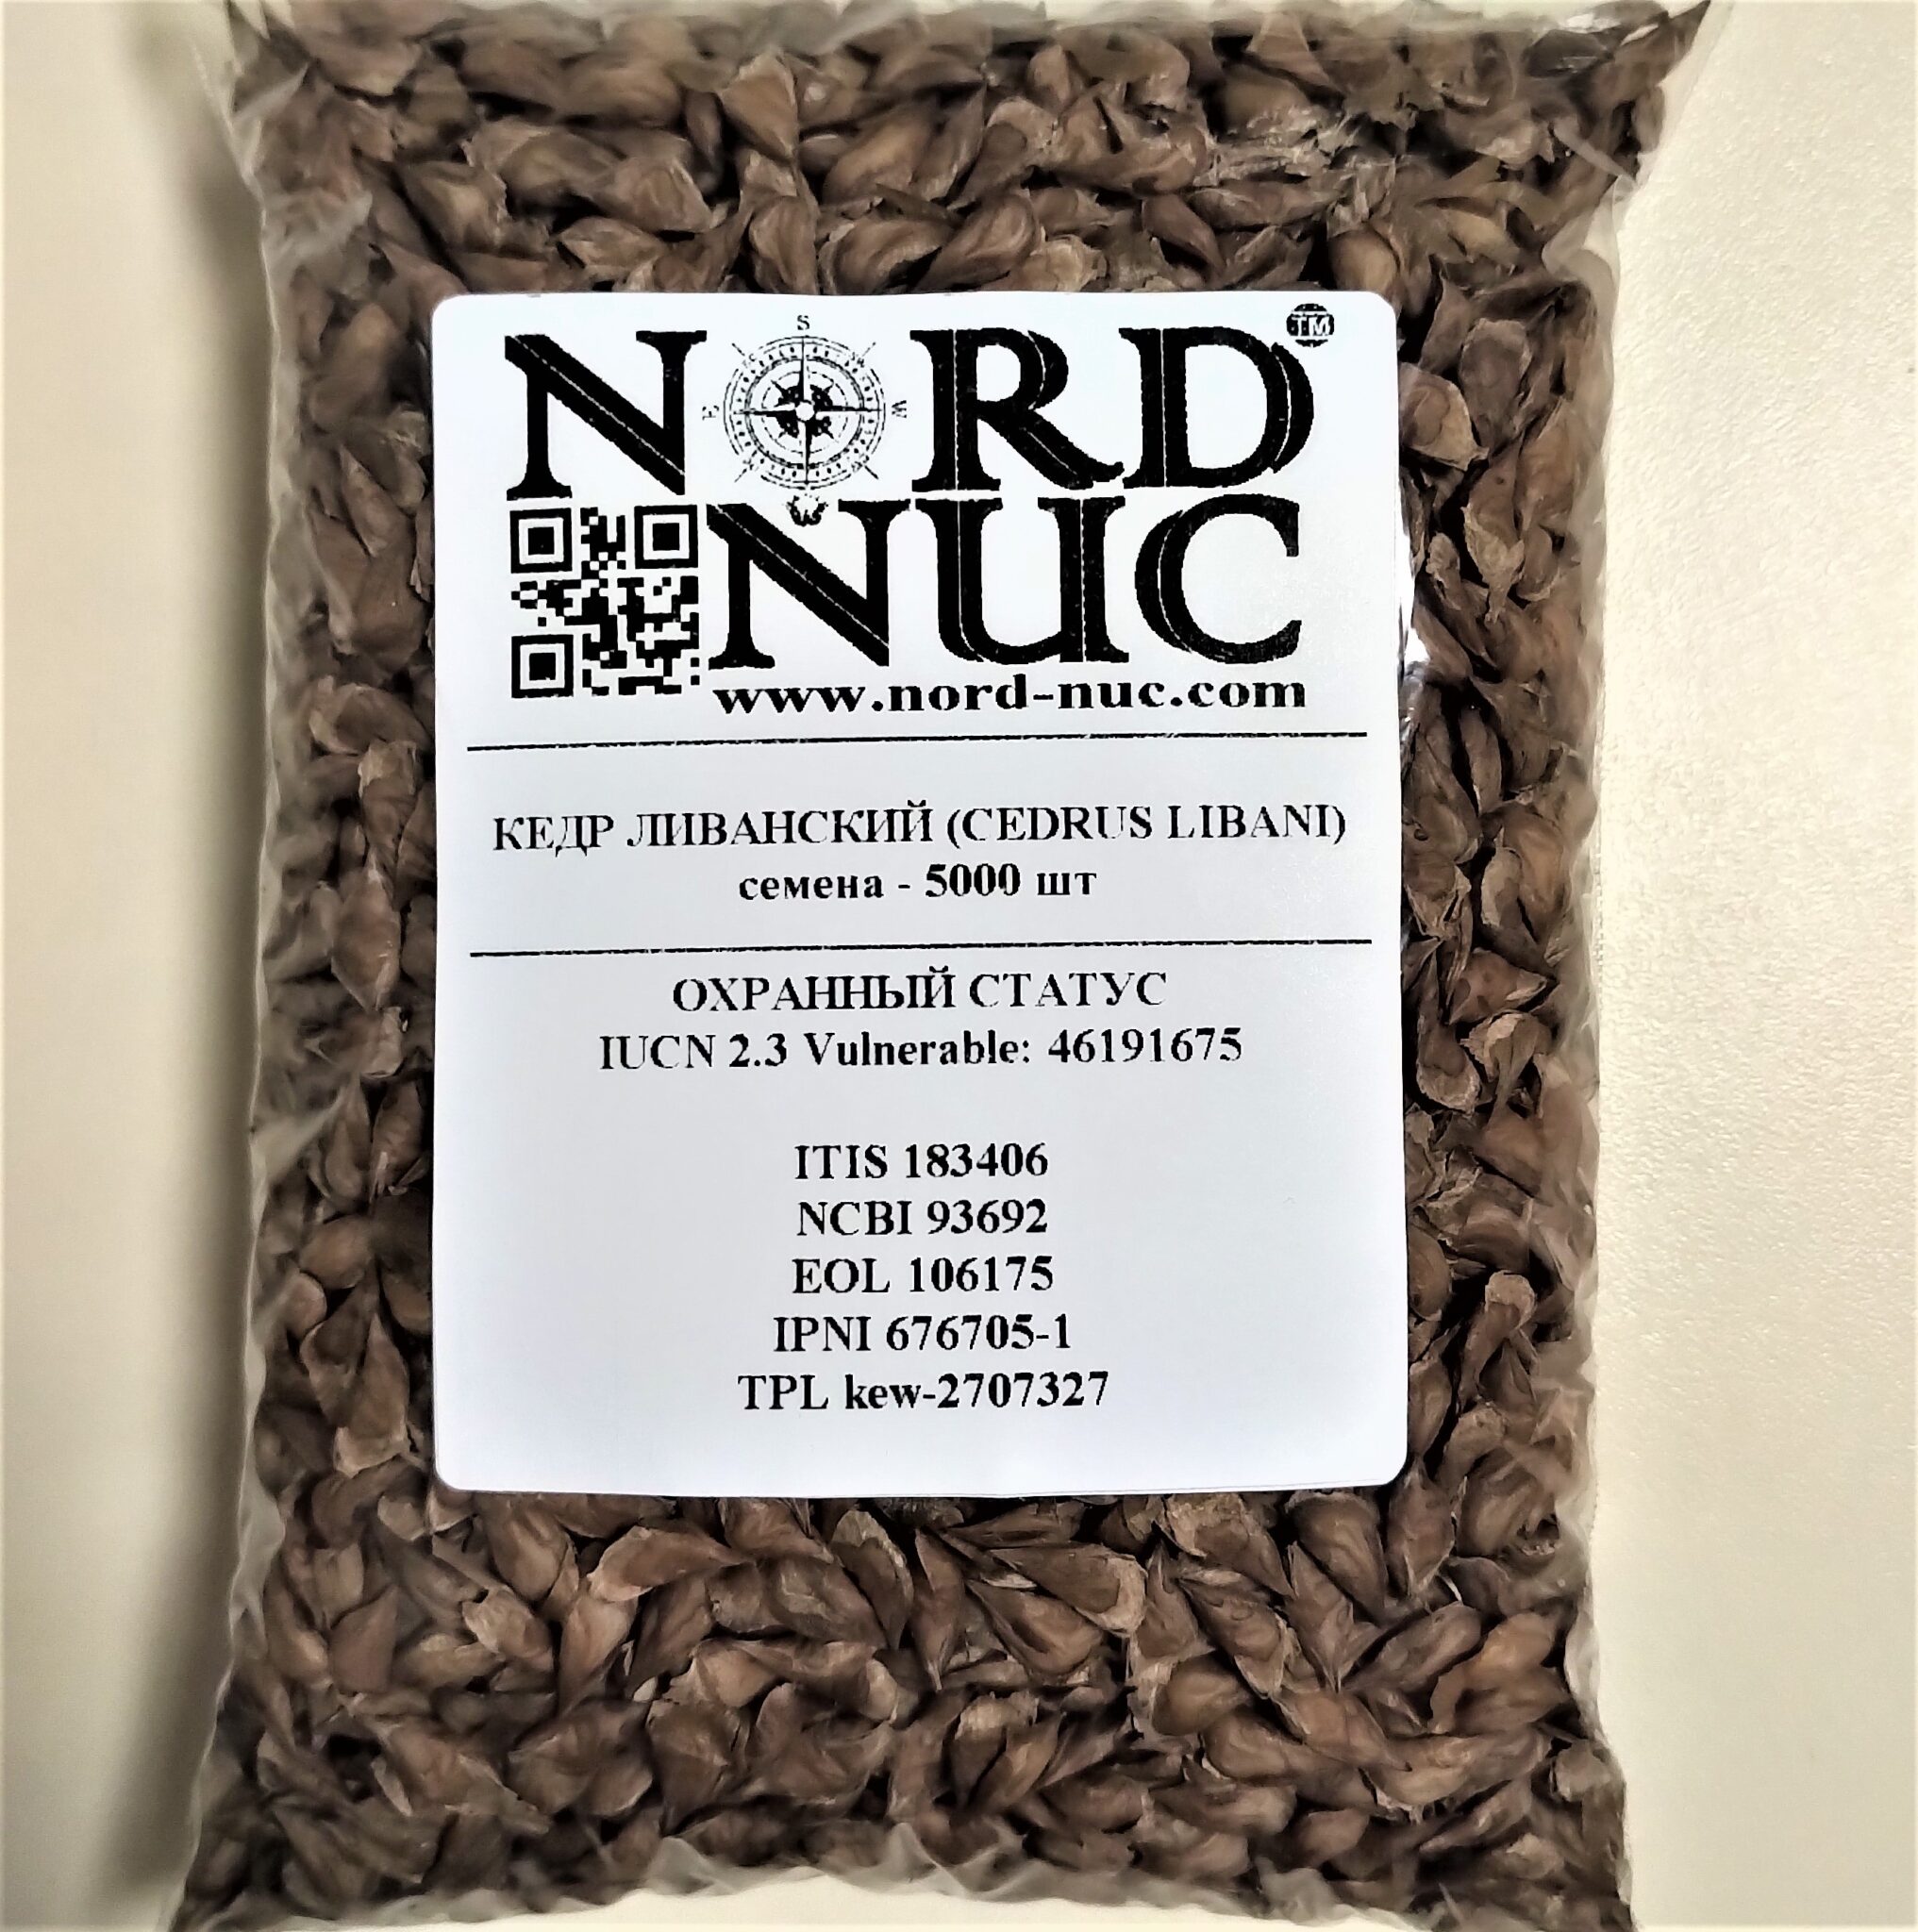 NORD
TM
NUC
www.nord-nuc.com
КЕДР ЛИВАНСКИЙ (CEDRUS LIBANI)
семена - 5000 шт
ОХРАННЫЙ СТАТУС
IUCN 2.3 Vulnerable: 46191675
ITIS 183406
NCBI 93692
EOL 106175
IPNI 676705-1
TPL kew-2707327